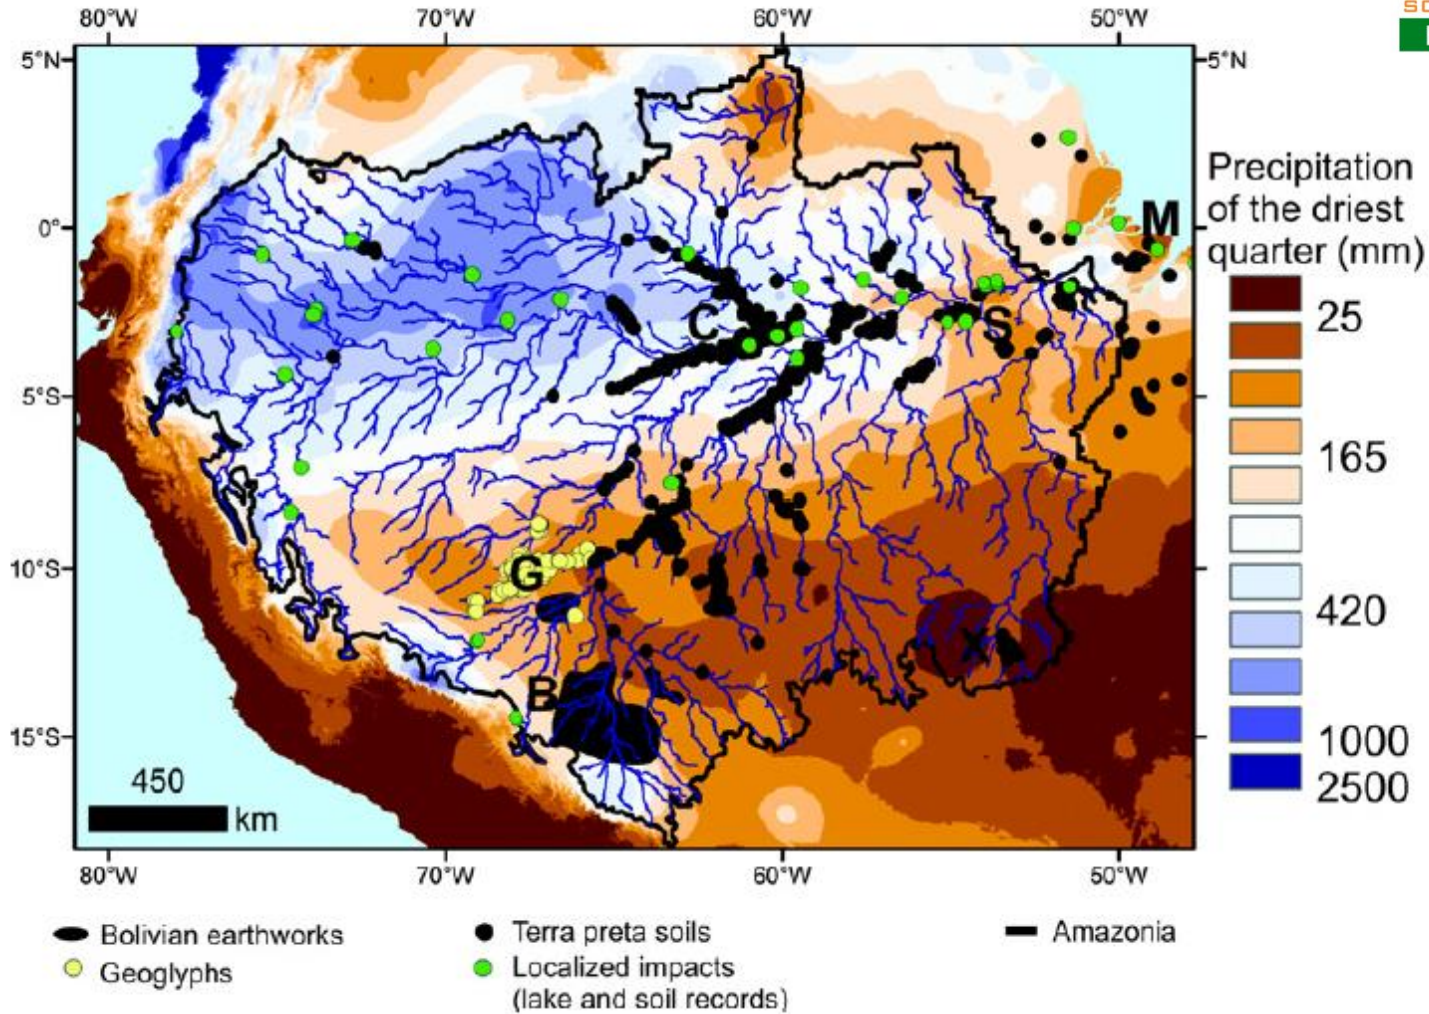 80°W 70°W 60°W 50°W
5°N 5°N
0°
5°S
10°S
15°S
M
C
S
G
X
B
450
km
80°W 70°W 60°W 50°W
Precipitation
of the driest
quarter (mm)
25
165
420
1000
2500
Bolivian earthworks
Geoglyphs
Terra preta soils
Localized impacts
(lake and soil records)
Amazonia